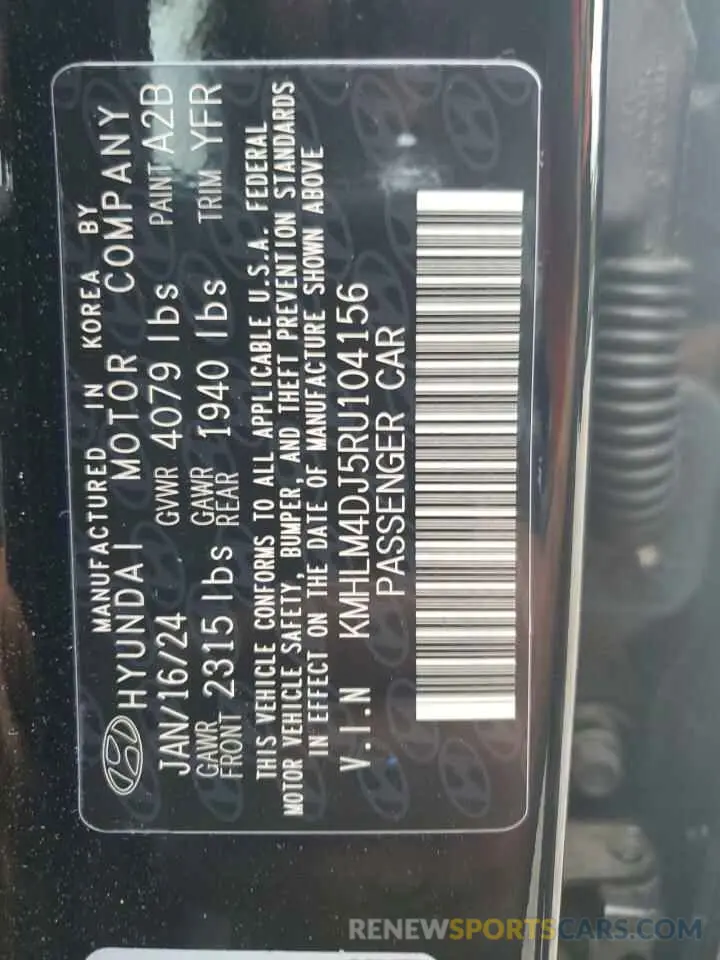 MANUFACTURED IN KOREA BY
HYUNDAI MOTOR COMPANY
JAN/16/24 GVWR 4079 lbs PAINT A2B
GAWR FRONT 2315 lbs GAWR REAR 1940 lbs TRIM YFR
THIS VEHICLE CONFORMS TO ALL APPLICABLE U.S.A. FEDERAL
MOTOR VEHICLE SAFETY, BUMPER, AND THEFT PREVENTION STANDARDS
IN EFFECT ON THE DATE OF MANUFACTURE SHOWN ABOVE
V.I.N KMHLM4DJ5RU104156
PASSENGER CAR
RENEWSPORTSCARS.COM